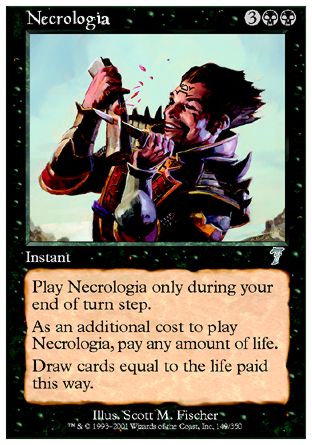 Necrologia 3
Instant
Play Necrologia only during your
end of turn step.
As an additional cost to play
Necrologia, pay any amount of life.
Draw cards equal to the life paid
this way.
Illus. Scott M. Fischer
™ & © 1993-2001 Wizards of the Coast, Inc. 149/350